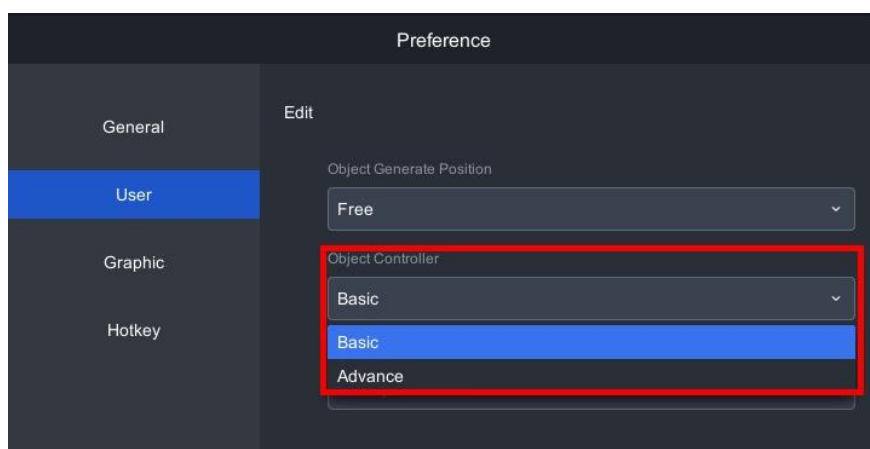 Preference
General
User
Graphic
Hotkey
Edit
Object Generate Position
Free
Object Controller
Basic
Basic
Advance